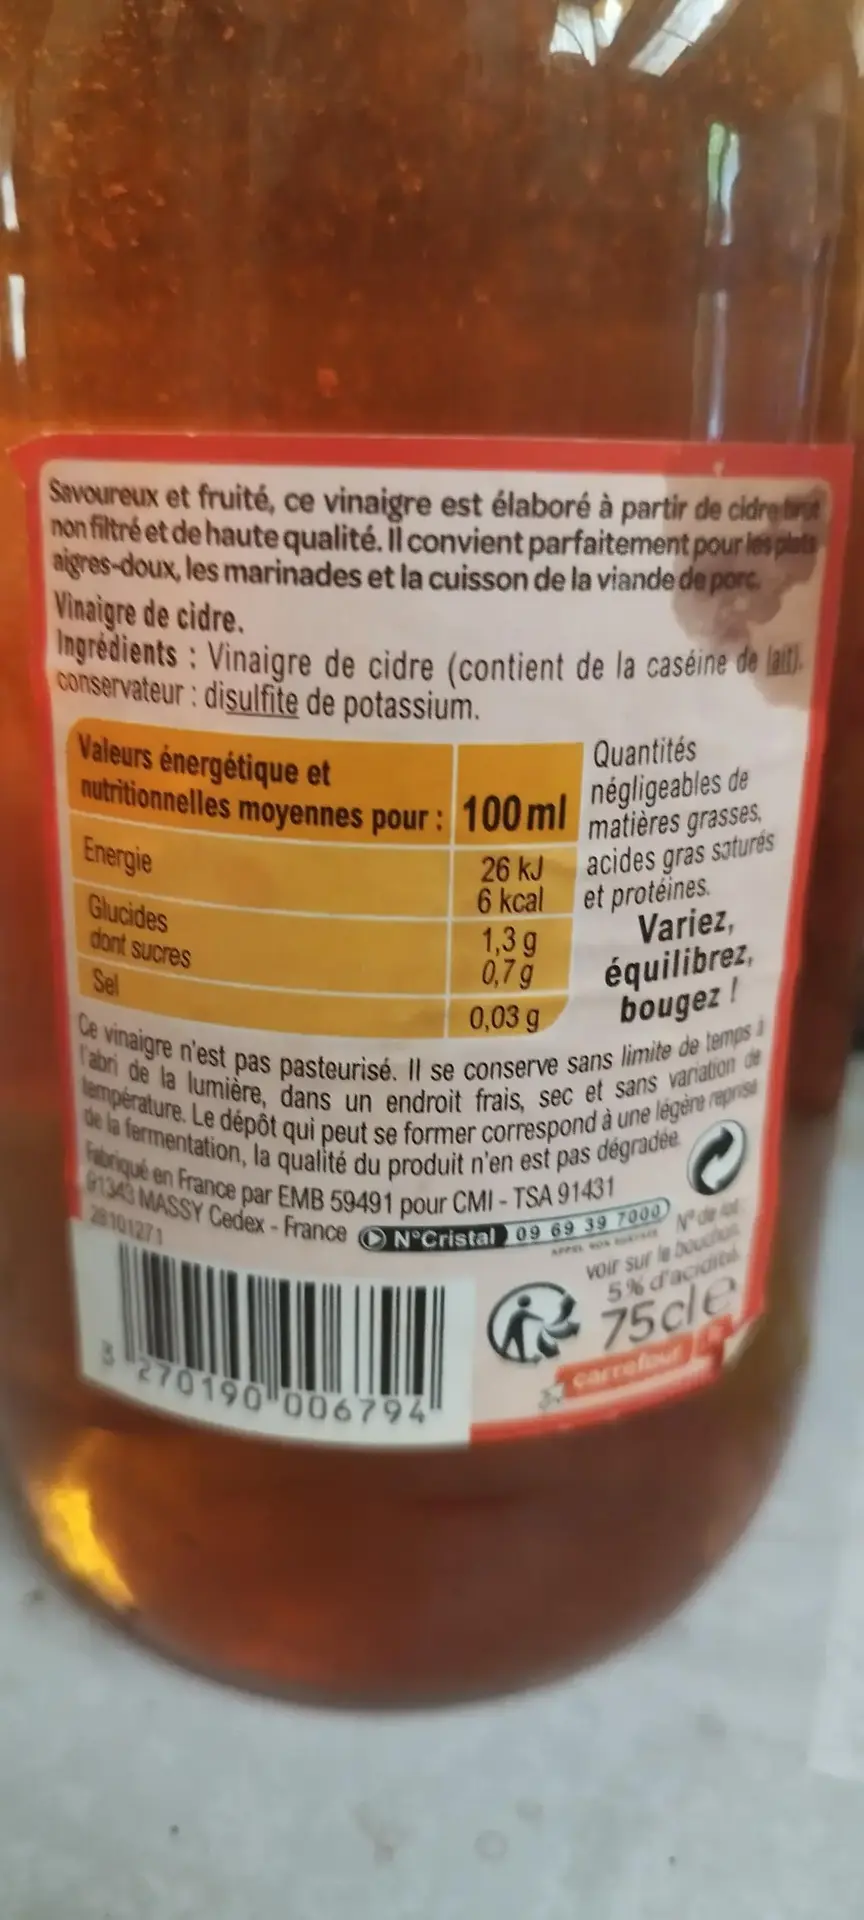 Savoureux et fruité, ce vinaigre est élaboré à partir de cidre brut
non filtré et de haute qualité. Il convient parfaitement pour les plats
aigres-doux, les marinades et la cuisson de la viande de porc.
Vinaigre de cidre.
Ingrédients : Vinaigre de cidre (contient de la caséine de lait).
conservateur : disulfite de potassium.
Valeurs énergétique et
nutritionnelles moyennes pour : 100 ml
Energie 26 kJ
6 kcal
Glucides 1,3 g
dont sucres 0,7 g
Sel 0,03 g
Quantités
négligeables de
matières grasses,
acides gras saturés
et protéines.
Variez,
équilibrez,
bougez !
Ce vinaigre n'est pas pasteurisé. Il se conserve sans limite de temps à
l'abri de la lumière, dans un endroit frais, sec et sans variation de
température. Le dépôt qui peut se former correspond à une légère reprise
de la fermentation, la qualité du produit n'en est pas dégradée.
Fabriqué en France par EMB 59491 pour CMI - TSA 91431
91343 MASSY Cedex - France N°Cristal 09 69 39 7000
APPEL NON SURTAXÉ
28101271
N° de lot :
voir sur le bouchon
5% d'acidité
75cl e
Carrefour
3 270190 006794